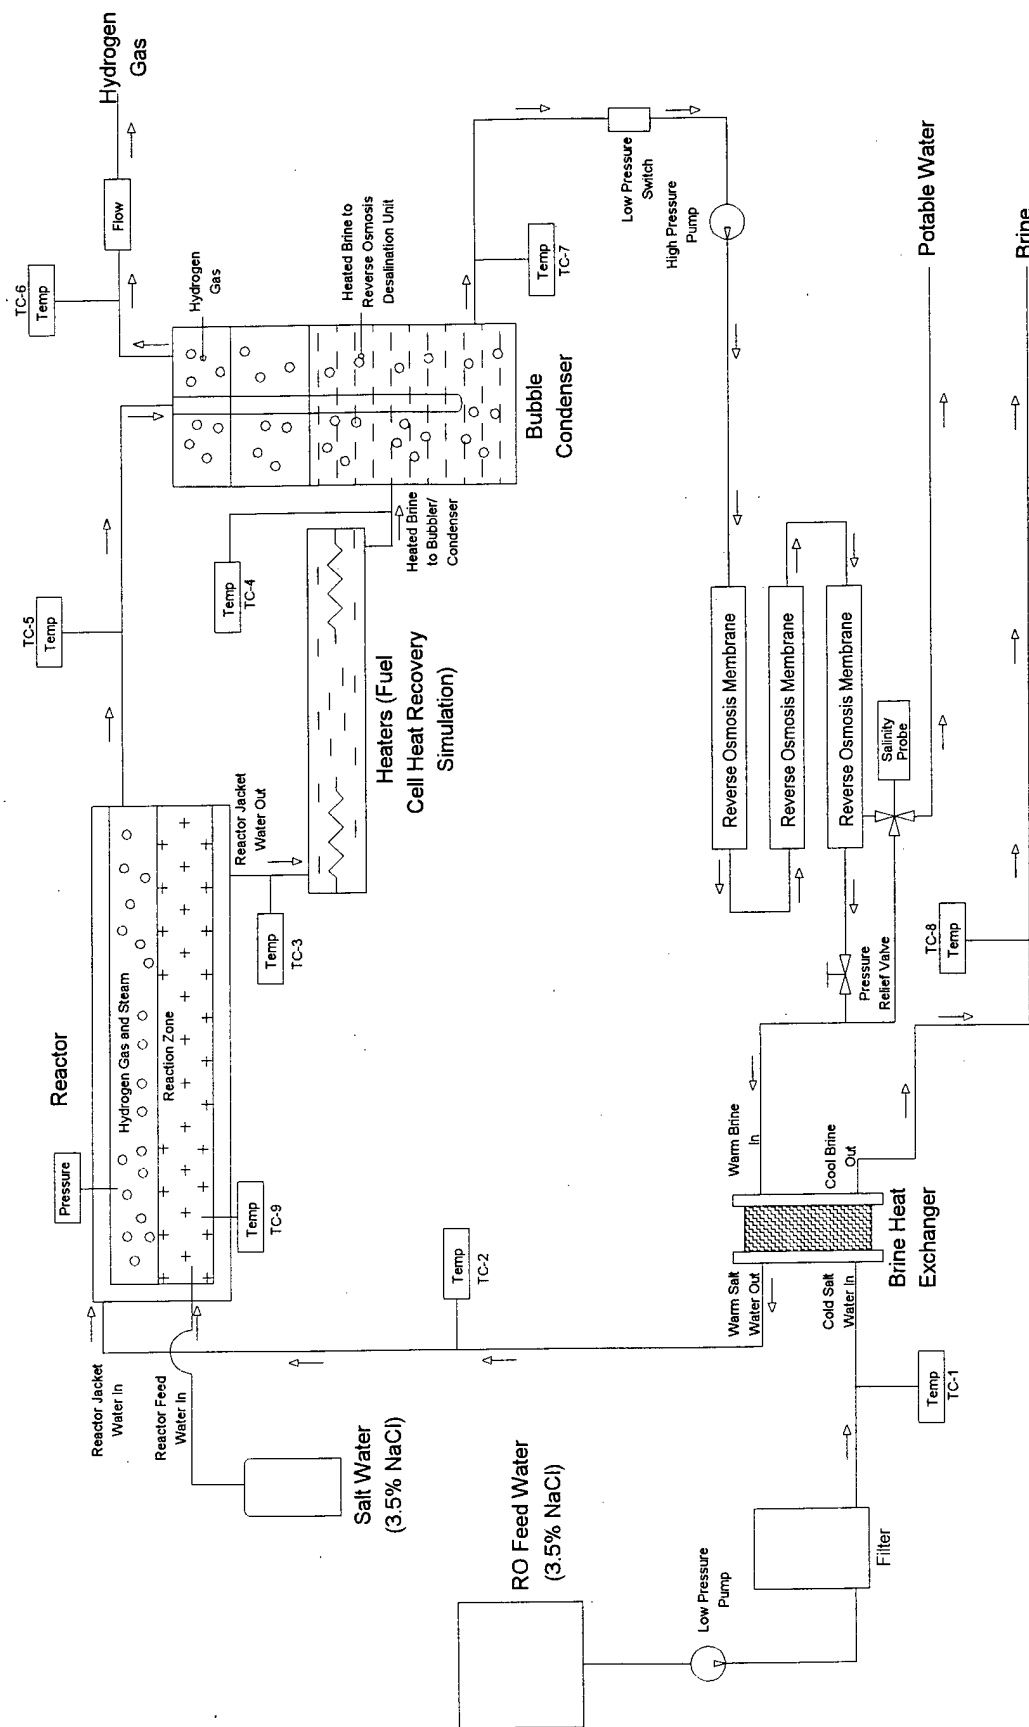 Hydrogen
Gas
Flow
TC-6
Temp
Hydrogen
Gas
Heated Brine to
Reverse Osmosis
Desalination Unit
Bubble
Condenser
Temp
TC-7
Low Pressure
Switch
High Pressure
Pump
Potable Water
Brine
TC-5
Temp
Temp
TC-4
Heated Brine
to Bubbler/
Condenser
Heaters (Fuel
Cell Heat Recovery
Simulation)
Reactor
Pressure
Hydrogen Gas and Steam
Reaction Zone
Temp
TC-9
Reactor Jacket
Water Out
Temp
TC-3
Reverse Osmosis Membrane
Reverse Osmosis Membrane
Reverse Osmosis Membrane
Salinity
Probe
Pressure
Relief Valve
TC-8
Temp
Reactor Jacket
Water In
Reactor Feed
Water In
Salt Water
(3.5% NaCl)
Temp
TC-2
Warm Brine
In
Cool Brine
Out
Warm Salt
Water Out
Cold Salt
Water In
Brine Heat
Exchanger
RO Feed Water
(3.5% NaCl)
Low Pressure
Pump
Filter
Temp
TC-1